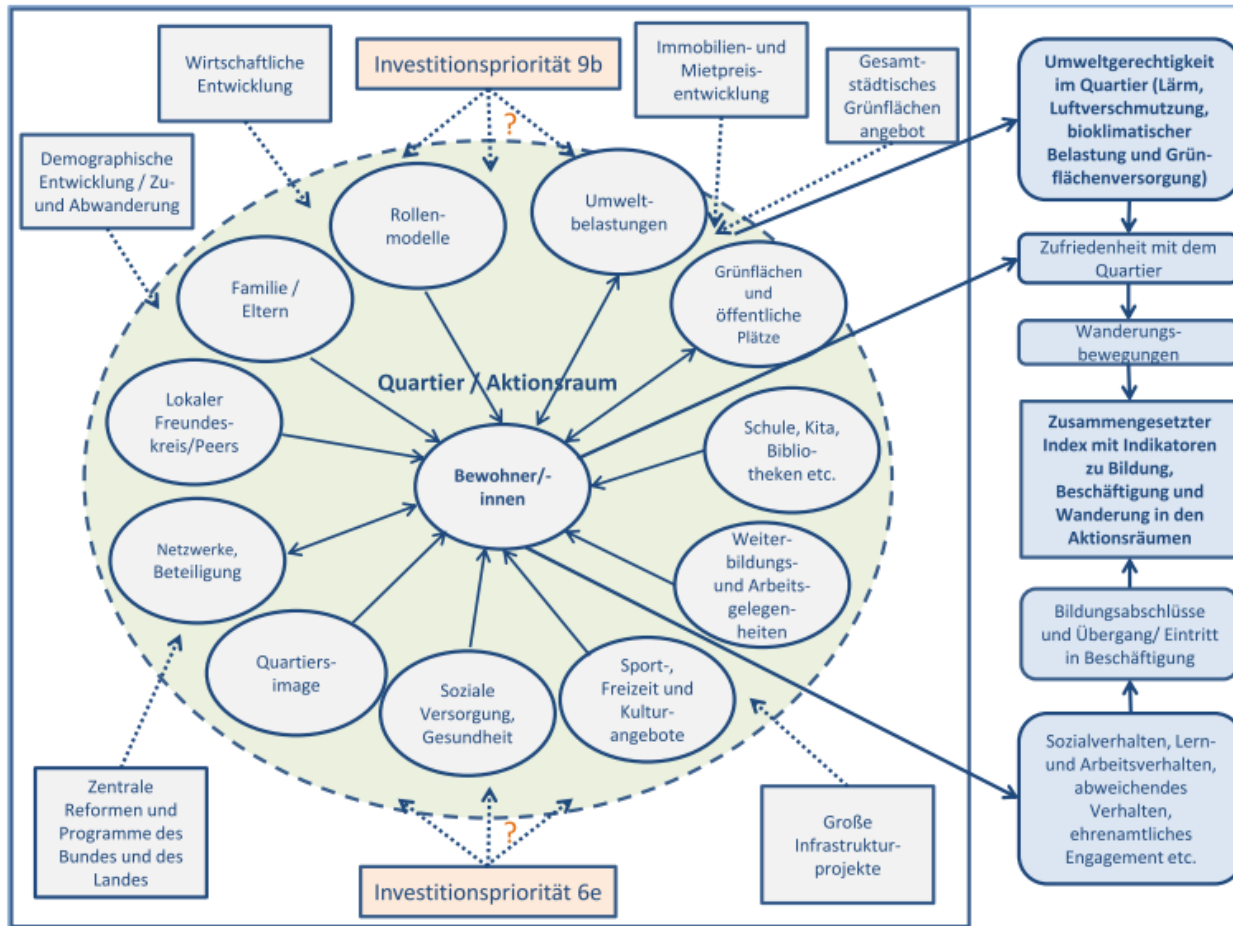 Wirtschaftliche
Entwicklung
Investitionspriorität 9b
?
Immobilien- und
Mietpreis-
entwicklung
Gesamt-
städtisches
Grünflächen
angebot
Demographische
Entwicklung / Zu-
und Abwanderung
Rollen-
modelle
Umwelt-
belastungen
Familie /
Eltern
Grünflächen
und
öffentliche
Plätze
Quartier / Aktionsraum
Lokaler
Freundes-
kreis/Peers
Bewohner/-
innen
Schule, Kita,
Biblio-
theken etc.
Netzwerke,
Beteiligung
Weiter-
bildungs-
und Arbeits-
gelegen-
heiten
Quartiers-
image
Soziale
Versorgung,
Gesundheit
Sport-,
Freizeit und
Kultur-
angebote
Zentrale
Reformen und
Programme des
Bundes und des
Landes
?
Investitionspriorität 6e
Große
Infrastruktur-
projekte
Umweltgerechtigkeit
im Quartier (Lärm,
Luftverschmutzung,
bioklimatischer
Belastung und Grün-
flächenversorgung)
Zufriedenheit mit dem
Quartier
Wanderungs-
bewegungen
Zusammengesetzter
Index mit Indikatoren
zu Bildung,
Beschäftigung und
Wanderung in den
Aktionsräumen
Bildungsabschlüsse
und Übergang/ Eintritt
in Beschäftigung
Sozialverhalten, Lern-
und Arbeitsverhalten,
abweichendes
Verhalten,
ehrenamtliches
Engagement etc.